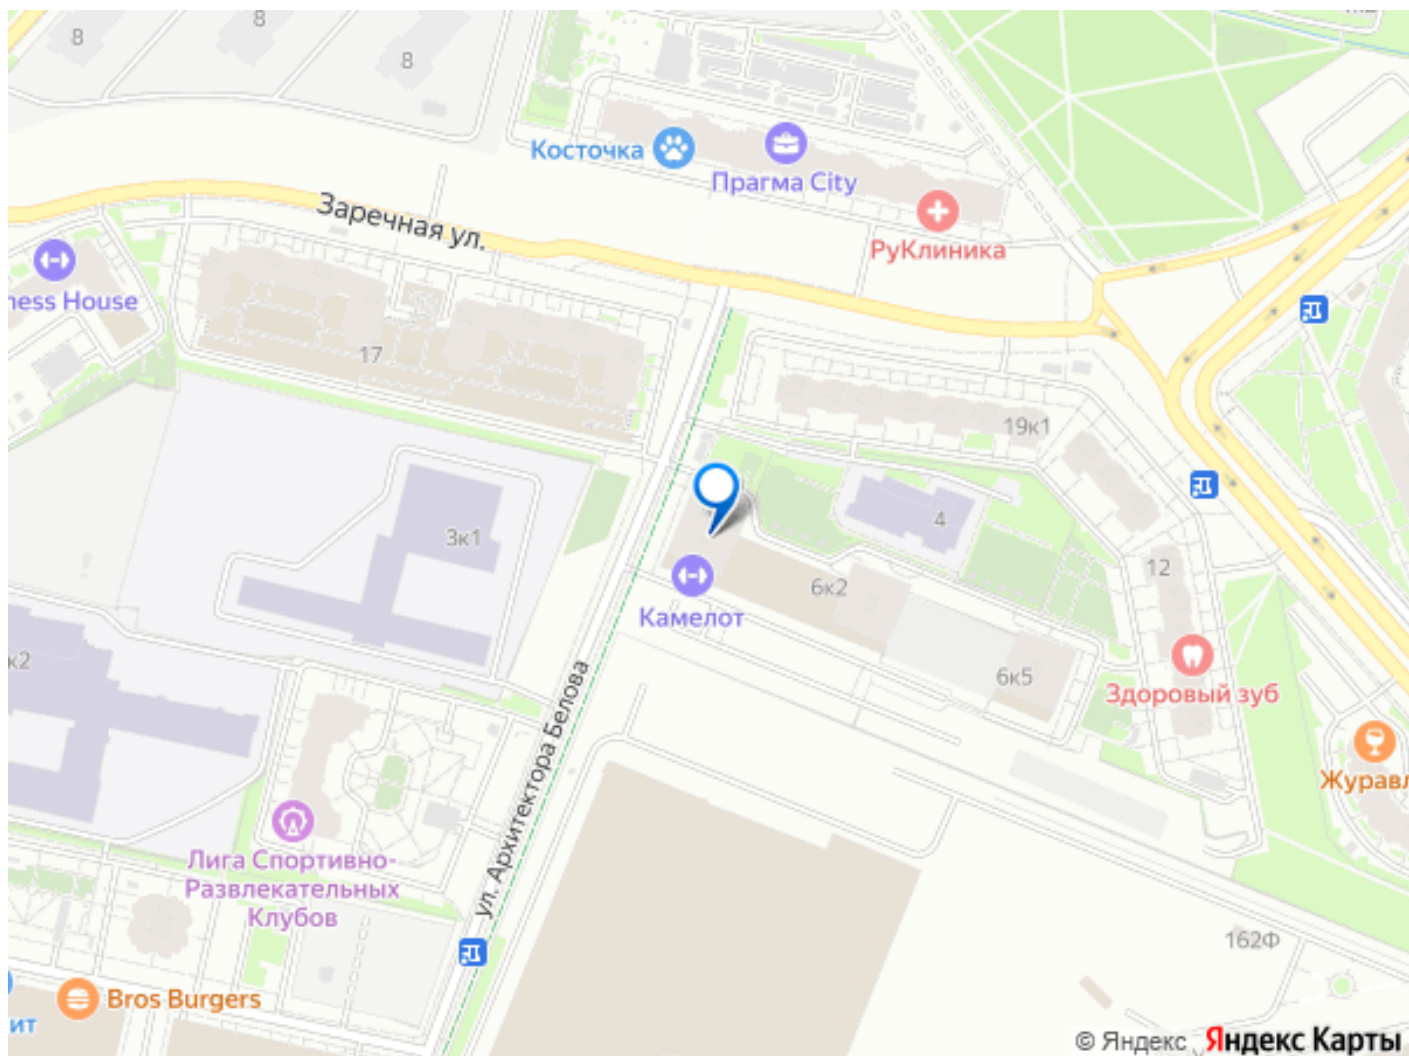 8
8
8
Косточка
Прагма City
РуКлиника
Заречная ул.
ness House
17
19к1
3к1
4
6к2
12
Камелот
к2
6к5
Здоровый зуб
ул. Архитектора Белова
Журавл
Лига Спортивно-
Развлекательных
Клубов
162Ф
Bros Burgers
ит
© Яндекс
Яндекс Карты